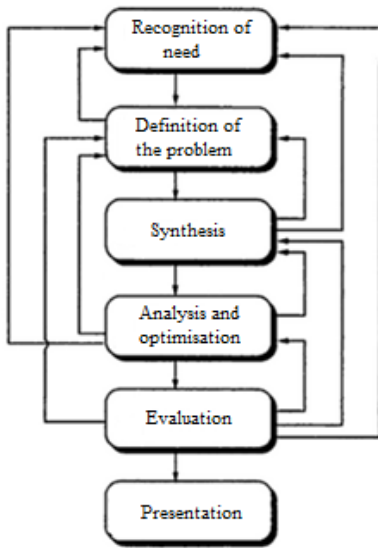 Recognition of
need
Definition of
the problem
Synthesis
Analysis and
optimisation
Evaluation
Presentation